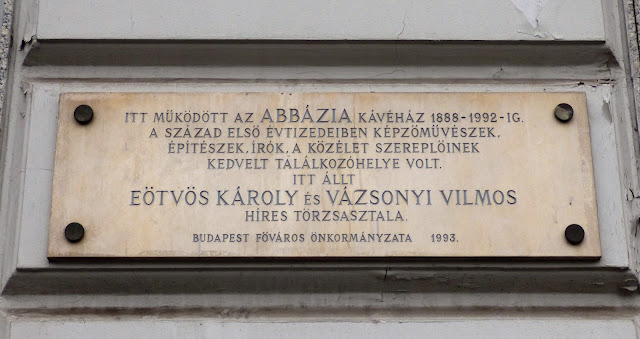 ITT MŰKÖDÖTT AZ ABBÁZIA KÁVÉHÁZ 1888-1992-IG.
A SZÁZAD ELSŐ ÉVTIZEDEIBEN KÉPZŐMŰVÉSZEK,
ÉPÍTÉSZEK, ÍRÓK, A KÖZÉLET SZEREPLŐINEK
KEDVELT TALÁLKOZÓHELYE VOLT.
ITT ÁLLT
EÖTVÖS KÁROLY ÉS VÁZSONYI VILMOS
HÍRES TÖRZSASZTALA.
BUDAPEST FŐVÁROS ÖNKORMÁNYZATA 1993.